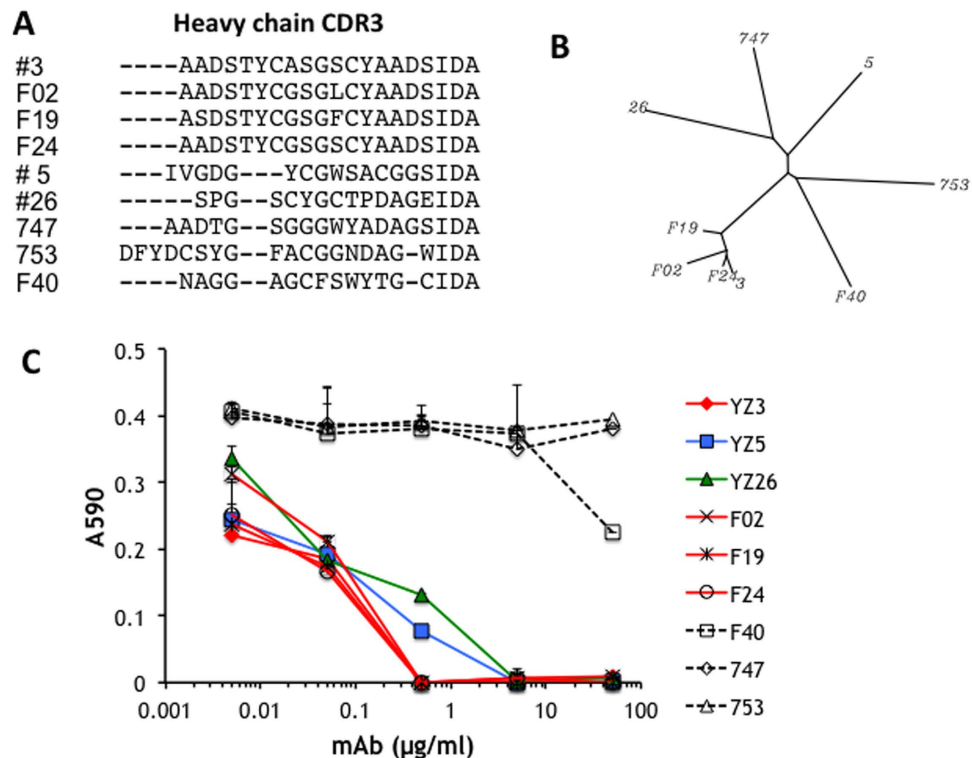 A
Heavy chain CDR3
#3 -----AADSTYCASGSCYAADSIDA
F02 -----AADSTYCGSGLCYAADSIDA
F19 -----ASDSTYCGSGFCYAADSIDA
F24 -----AADSTYCGSGSCYAADSIDA
# 5 ---IVGDG---YCGWSACGGSIDA
#26 ------SPG--SCYGCTPDAGEIDA
747 ---AADTG--SGGGWYADAGSIDA
753 DFYDCSYG--FACGGNDAG-WIDA
F40 ----NAGG--AGCFSWYTG-CIDA
B
747
5
26
753
F19
F02
F24
3
F40
C
0.5
0.4
0.3
0.2
0.1
0
A590
0.001 0.01 0.1 1 10 100
mAb (μg/ml)
YZ3
YZ5
YZ26
F02
F19
F24
F40
747
753